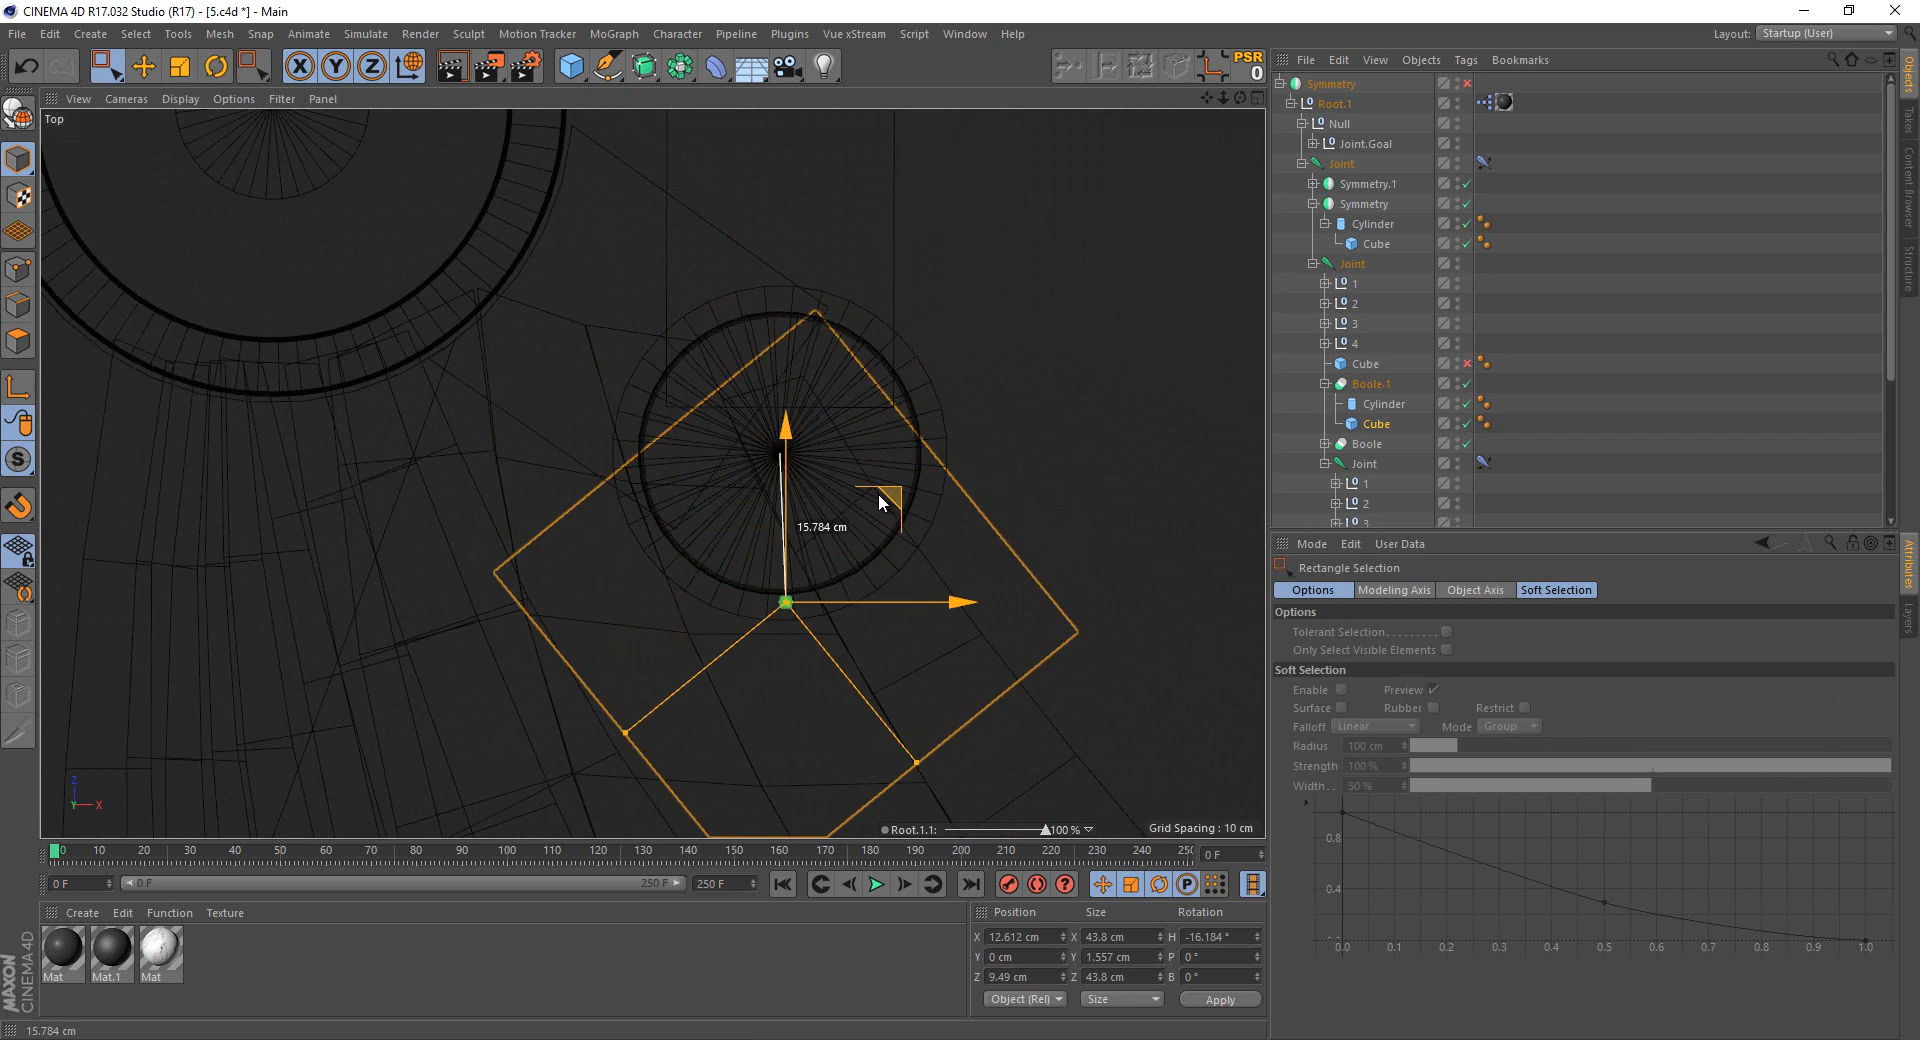 CINEMA 4D R17.032 Studio (R17) - [5.c4d *] - Main
File Edit Create Select Tools Mesh Snap Animate Simulate Render Sculpt Motion Tracker MoGraph Character Pipeline Plugins Vue xStream Script Window Help
Layout: Startup (User)
PSR
0
File Edit View Objects Tags Bookmarks
View Cameras Display Options Filter Panel
Top
Symmetry
Root.1
Null
Joint.Goal
Joint
Symmetry.1
Symmetry
Cylinder
Cube
Joint
1
2
3
4
Cube
Boole.1
Cylinder
Cube
Boole
Joint
1
2
3
Objects
Takes
Content Browser
Structure
15.784 cm
Z
Y X
Root.1.1: 100 % Grid Spacing : 10 cm
Mode Edit User Data
Rectangle Selection
Options Modeling Axis Object Axis Soft Selection
Options
Tolerant Selection.........
Only Select Visible Elements
Soft Selection
Enable Preview
Surface Rubber Restrict
Falloff Linear Mode Group
Radius 100 cm
Strength 100 %
Width.. 50 %
0.8
0.4
0.0 0.1 0.2 0.3 0.4 0.5 0.6 0.7 0.8 0.9 1.0
Attributes
Layers
0 10 20 30 40 50 60 70 80 90 100 110 120 130 140 150 160 170 180 190 200 210 220 230 240 250
0 F
0 F 0 F 250 F 250 F
Create Edit Function Texture
Mat Mat.1 Mat
Position Size Rotation
X 12.612 cm X 43.8 cm H -16.184 °
Y 0 cm Y 1.557 cm P 0 °
Z 9.49 cm Z 43.8 cm B 0 °
Object (Rel) Size Apply
MAXON
CINEMA 4D
15.784 cm